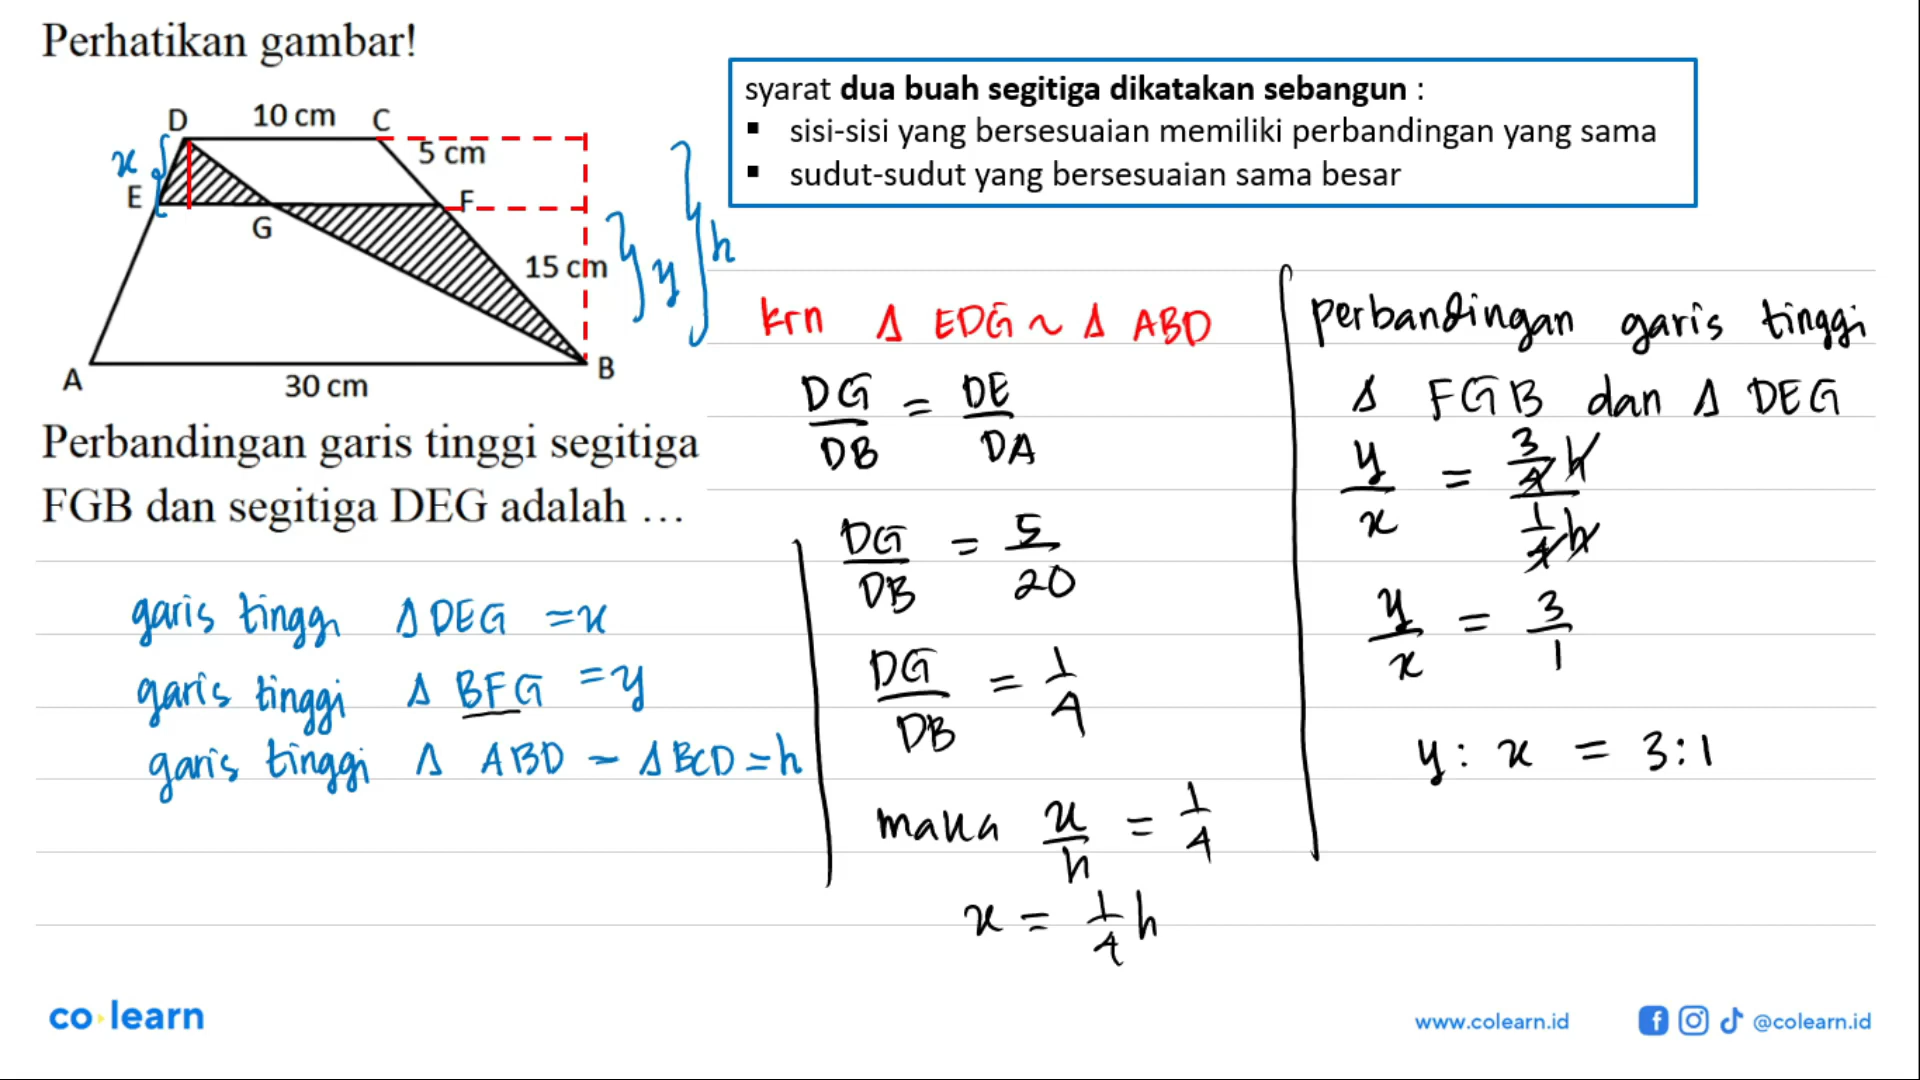 Perhatikan gambar!
D 10 cm C
x
5 cm
E
F
G
15 cm
y
h
A
30 cm
B
Perbandingan garis tinggi segitiga
FGB dan segitiga DEG adalah ...
garis tinggi Δ DEG = x
garis tinggi Δ BFG = y
garis tinggi Δ ABD - Δ BCD = h
syarat dua buah segitiga dikatakan sebangun :
▪ sisi-sisi yang bersesuaian memiliki perbandingan yang sama
▪ sudut-sudut yang bersesuaian sama besar
krn Δ EDG ~ Δ ABD
DG/DB = DE/DA
DG/DB = 5/20
DG/DB = 1/4
maka x/h = 1/4
x = 1/4 h
perbandingan garis tinggi
Δ FGB dan Δ DEG
y/x = 3/4 h / 1/4 h
y/x = 3/1
y : x = 3 : 1
co learn
www.colearn.id
@colearn.id